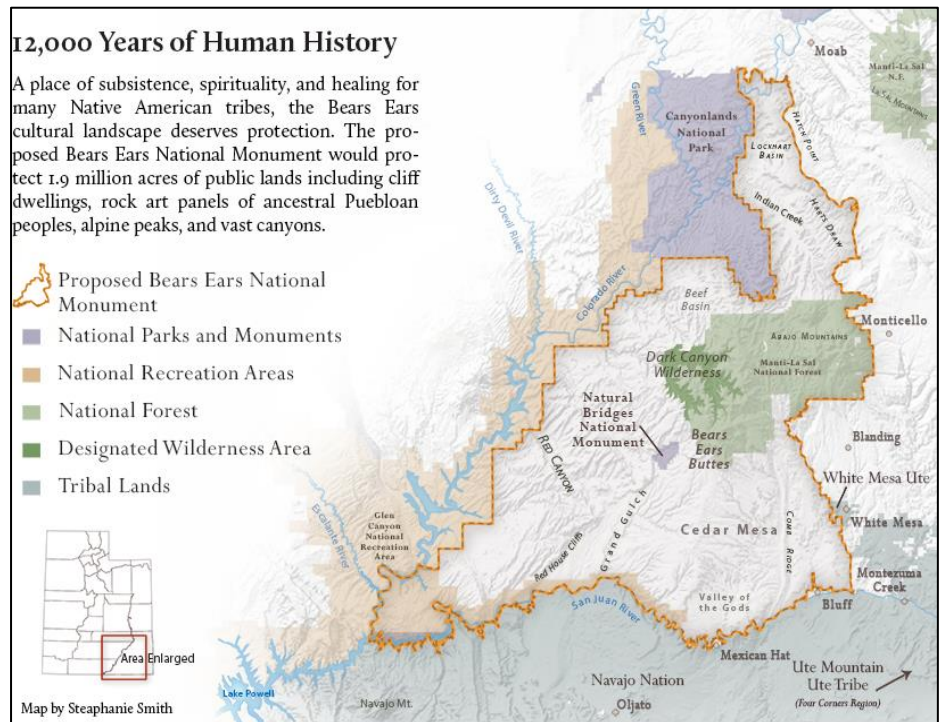 12,000 Years of Human History
A place of subsistence, spirituality, and healing for
many Native American tribes, the Bears Ears
cultural landscape deserves protection. The pro-
posed Bears Ears National Monument would pro-
tect 1.9 million acres of public lands including cliff
dwellings, rock art panels of ancestral Puebloan
peoples, alpine peaks, and vast canyons.
Proposed Bears Ears National
Monument
National Parks and Monuments
National Recreation Areas
National Forest
Designated Wilderness Area
Tribal Lands
Area Enlarged
Map by Steaphanie Smith
Moab
Manti-La Sal
N.F.
La Sal Mountains
Green River
Canyonlands
National
Park
Lockhart
Basin
Hatch Point
Indian Creek
Harts Draw
Dirty Devil River
Colorado River
Beef
Basin
Abajo Mountains
Monticello
Dark Canyon
Wilderness
Manti-La Sal
National Forest
Natural
Bridges
National
Monument
Bears
Ears
Buttes
Blanding
Red Canyon
White Mesa Ute
White Mesa
Escalante River
Glen
Canyon
National
Recreation
Area
Grand Gulch
Cedar Mesa
Comb Ridge
Red House Cliffs
Montezuma
Creek
Valley of
the Gods
Bluff
San Juan River
Mexican Hat
Lake Powell
Navajo Mt.
Navajo Nation
Oljato
Ute Mountain
Ute Tribe
(Four Corners Region)